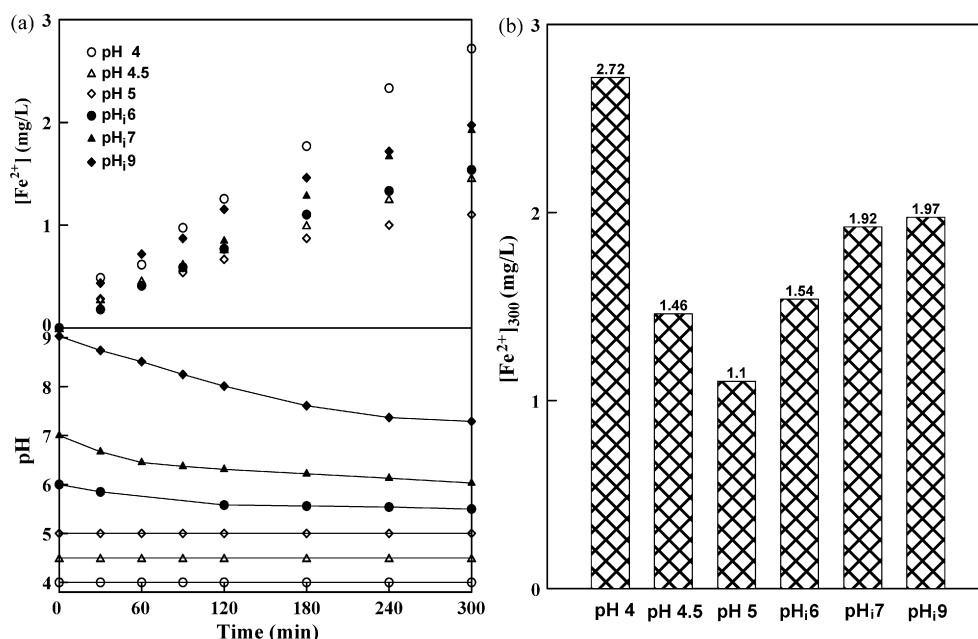 (a)
3
2
1
0
[Fe²⁺] (mg/L)
pH 4
pH 4.5
pH 5
pHᵢ6
pHᵢ7
pHᵢ9
9
8
7
6
5
4
pH
0 60 120 180 240 300
Time (min)
(b)
3
2
1
0
[Fe²⁺]₃₀₀ (mg/L)
2.72
1.46
1.1
1.54
1.92
1.97
pH 4 pH 4.5 pH 5 pHᵢ6 pHᵢ7 pHᵢ9